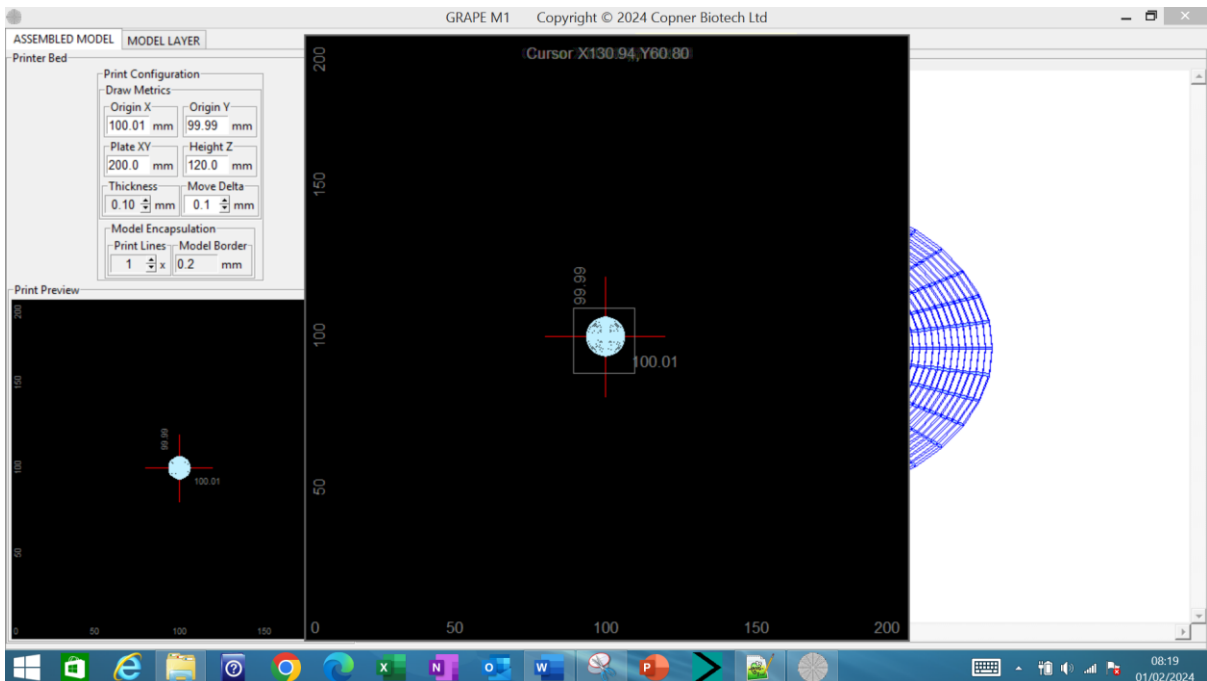 GRAPE M1 Copyright © 2024 Copner Biotech Ltd
ASSEMBLED MODEL MODEL LAYER
Printer Bed
Print Configuration
Draw Metrics
Origin X Origin Y
100.01 mm 99.99 mm
Plate XY Height Z
200.0 mm 120.0 mm
Thickness Move Delta
0.10 mm 0.1 mm
Model Encapsulation
Print Lines Model Border
1 x 0.2 mm
Print Preview
200
150
100
50
0 50 100 150
99.99
100.01
Cursor X130.94,Y60.80
200
150
100
50
0 50 100 150 200
99.99
100.01
08:19
01/02/2024